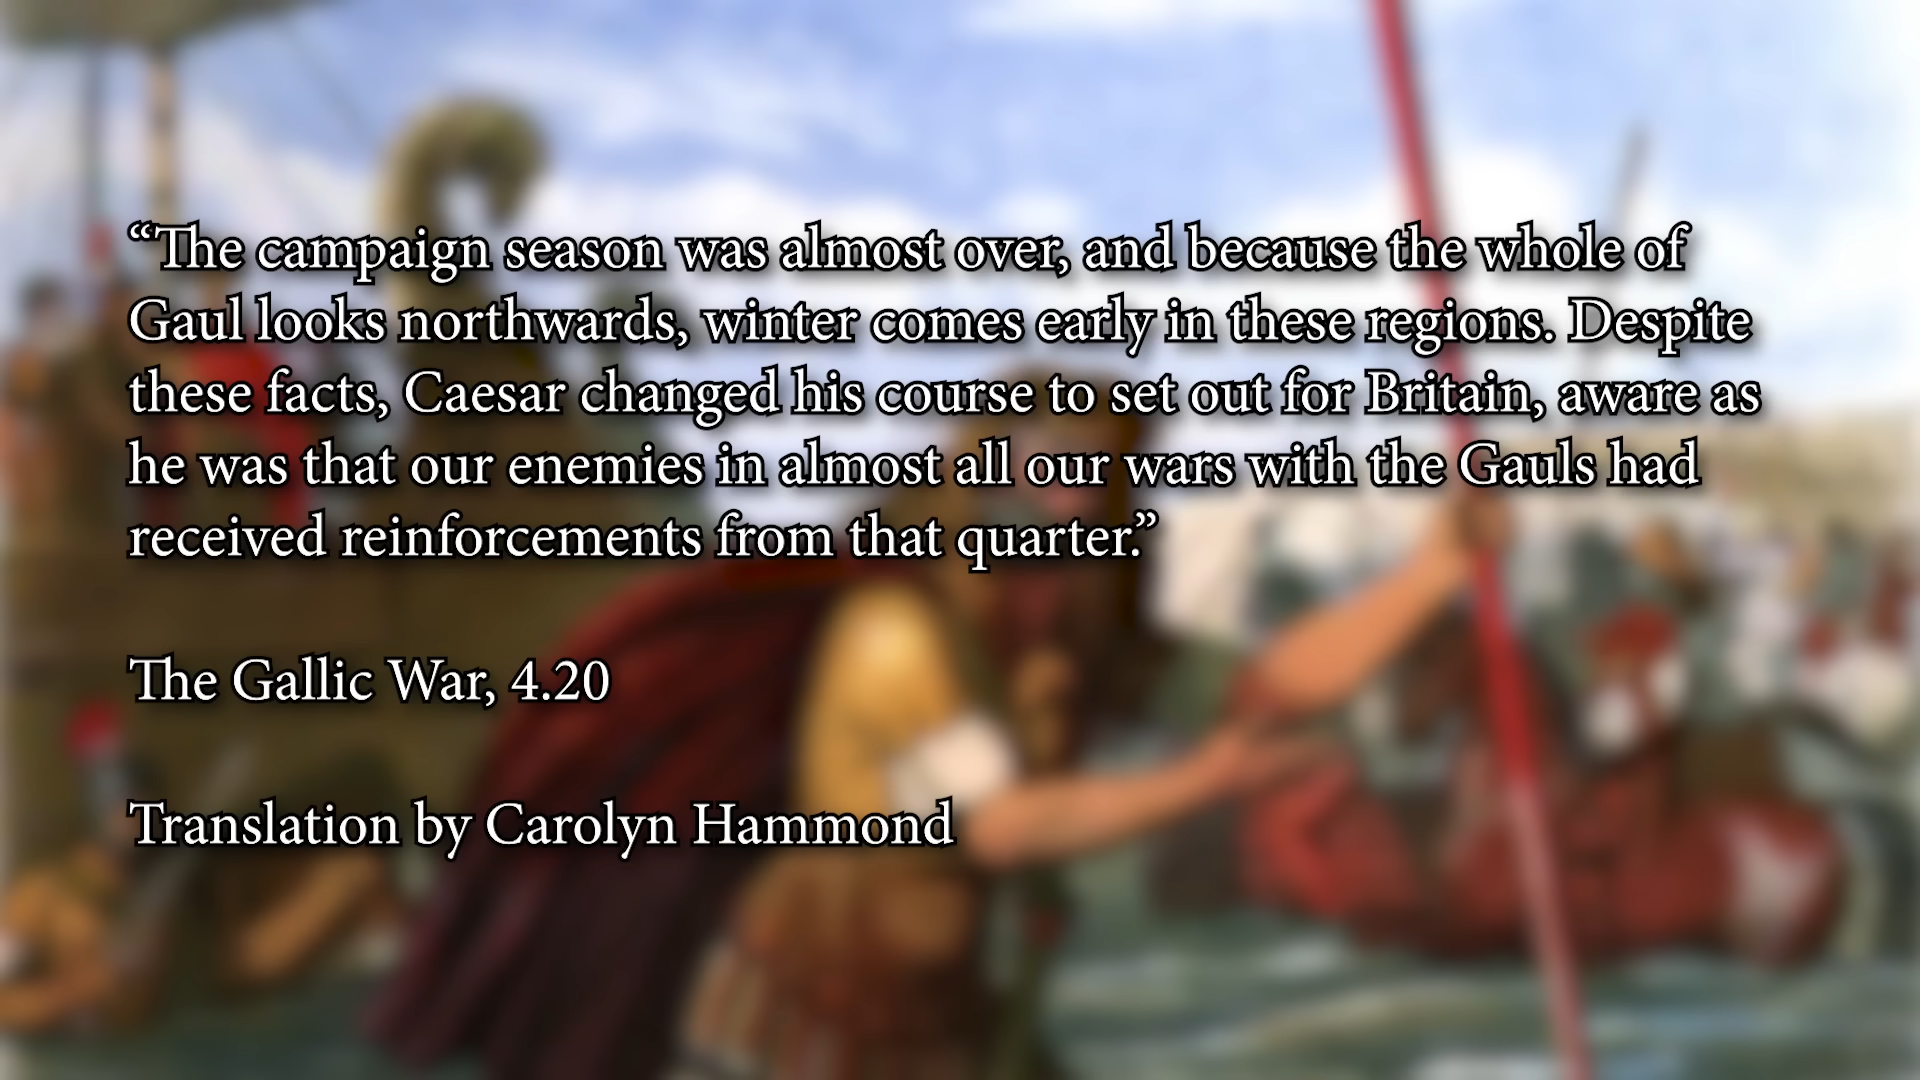 “The campaign season was almost over, and because the whole of
Gaul looks northwards, winter comes early in these regions. Despite
these facts, Caesar changed his course to set out for Britain, aware as
he was that our enemies in almost all our wars with the Gauls had
received reinforcements from that quarter.”
The Gallic War, 4.20
Translation by Carolyn Hammond